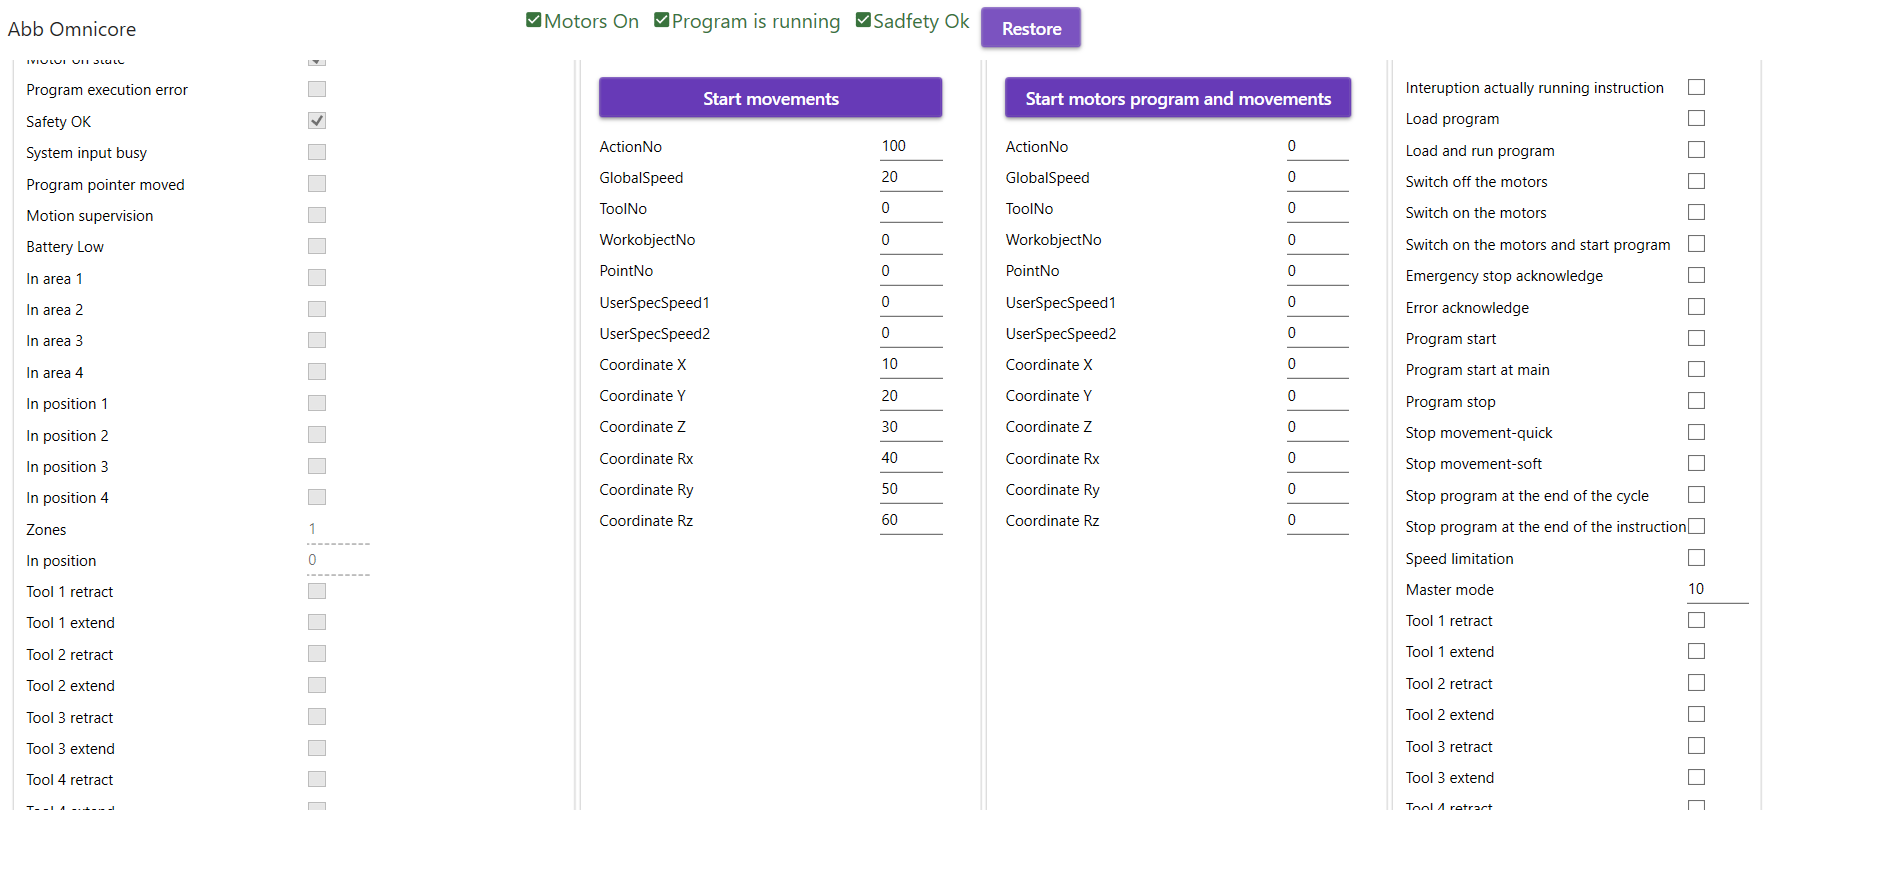 Abb Omnicore
Motors On Program is running Sadfety Ok Restore
Motor on state
Program execution error
Safety OK
System input busy
Program pointer moved
Motion supervision
Battery Low
In area 1
In area 2
In area 3
In area 4
In position 1
In position 2
In position 3
In position 4
Zones 1
In position 0
Tool 1 retract
Tool 1 extend
Tool 2 retract
Tool 2 extend
Tool 3 retract
Tool 3 extend
Tool 4 retract
Tool 4 extend
Start movements
ActionNo 100
GlobalSpeed 20
ToolNo 0
WorkobjectNo 0
PointNo 0
UserSpecSpeed1 0
UserSpecSpeed2 0
Coordinate X 10
Coordinate Y 20
Coordinate Z 30
Coordinate Rx 40
Coordinate Ry 50
Coordinate Rz 60
Start motors program and movements
ActionNo 0
GlobalSpeed 0
ToolNo 0
WorkobjectNo 0
PointNo 0
UserSpecSpeed1 0
UserSpecSpeed2 0
Coordinate X 0
Coordinate Y 0
Coordinate Z 0
Coordinate Rx 0
Coordinate Ry 0
Coordinate Rz 0
Interuption actually running instruction
Load program
Load and run program
Switch off the motors
Switch on the motors
Switch on the motors and start program
Emergency stop acknowledge
Error acknowledge
Program start
Program start at main
Program stop
Stop movement-quick
Stop movement-soft
Stop program at the end of the cycle
Stop program at the end of the instruction
Speed limitation
Master mode 10
Tool 1 retract
Tool 1 extend
Tool 2 retract
Tool 2 extend
Tool 3 retract
Tool 3 extend
Tool 4 retract